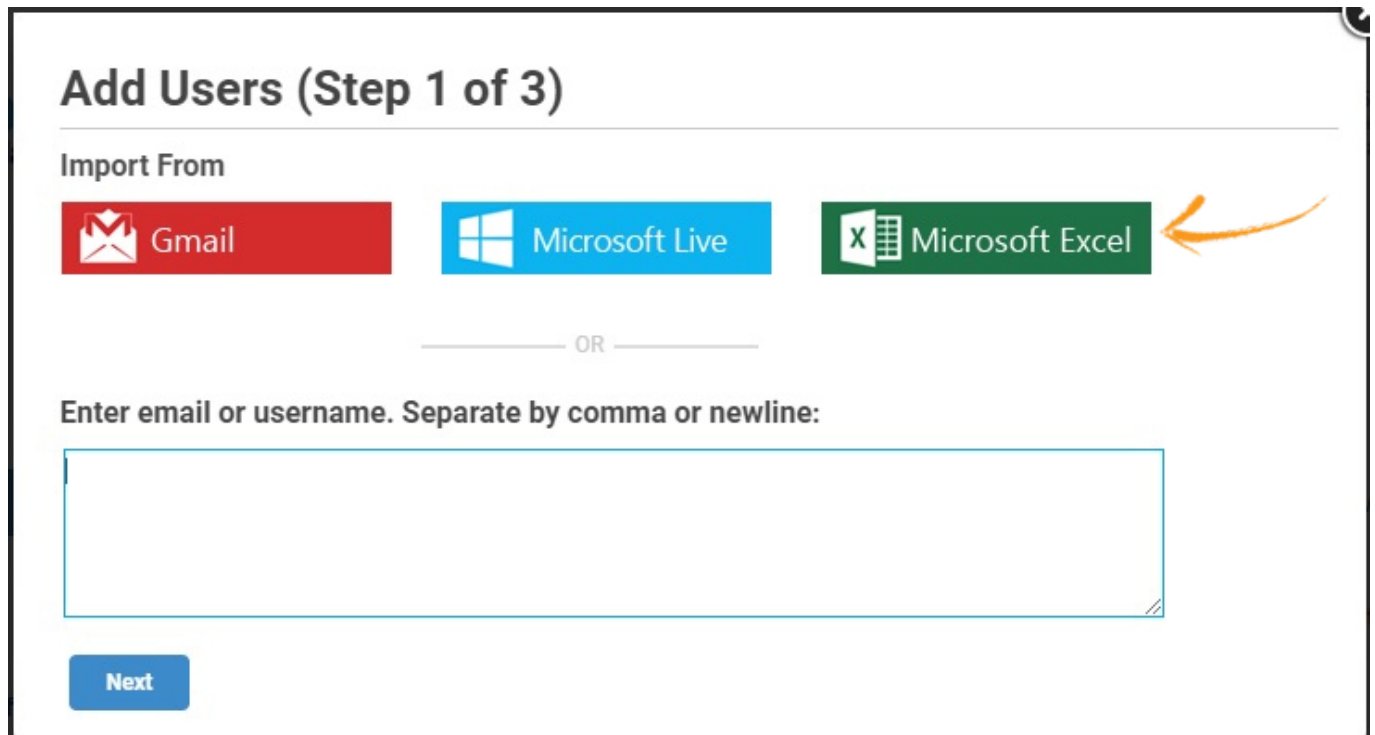 Add Users (Step 1 of 3)
Import From
Gmail
Microsoft Live
X Microsoft Excel
OR
Enter email or username. Separate by comma or newline:
Next